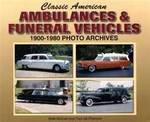 Classic American
AMBULANCES &
FUNERAL VEHICLES
1900-1980 PHOTO ARCHIVES